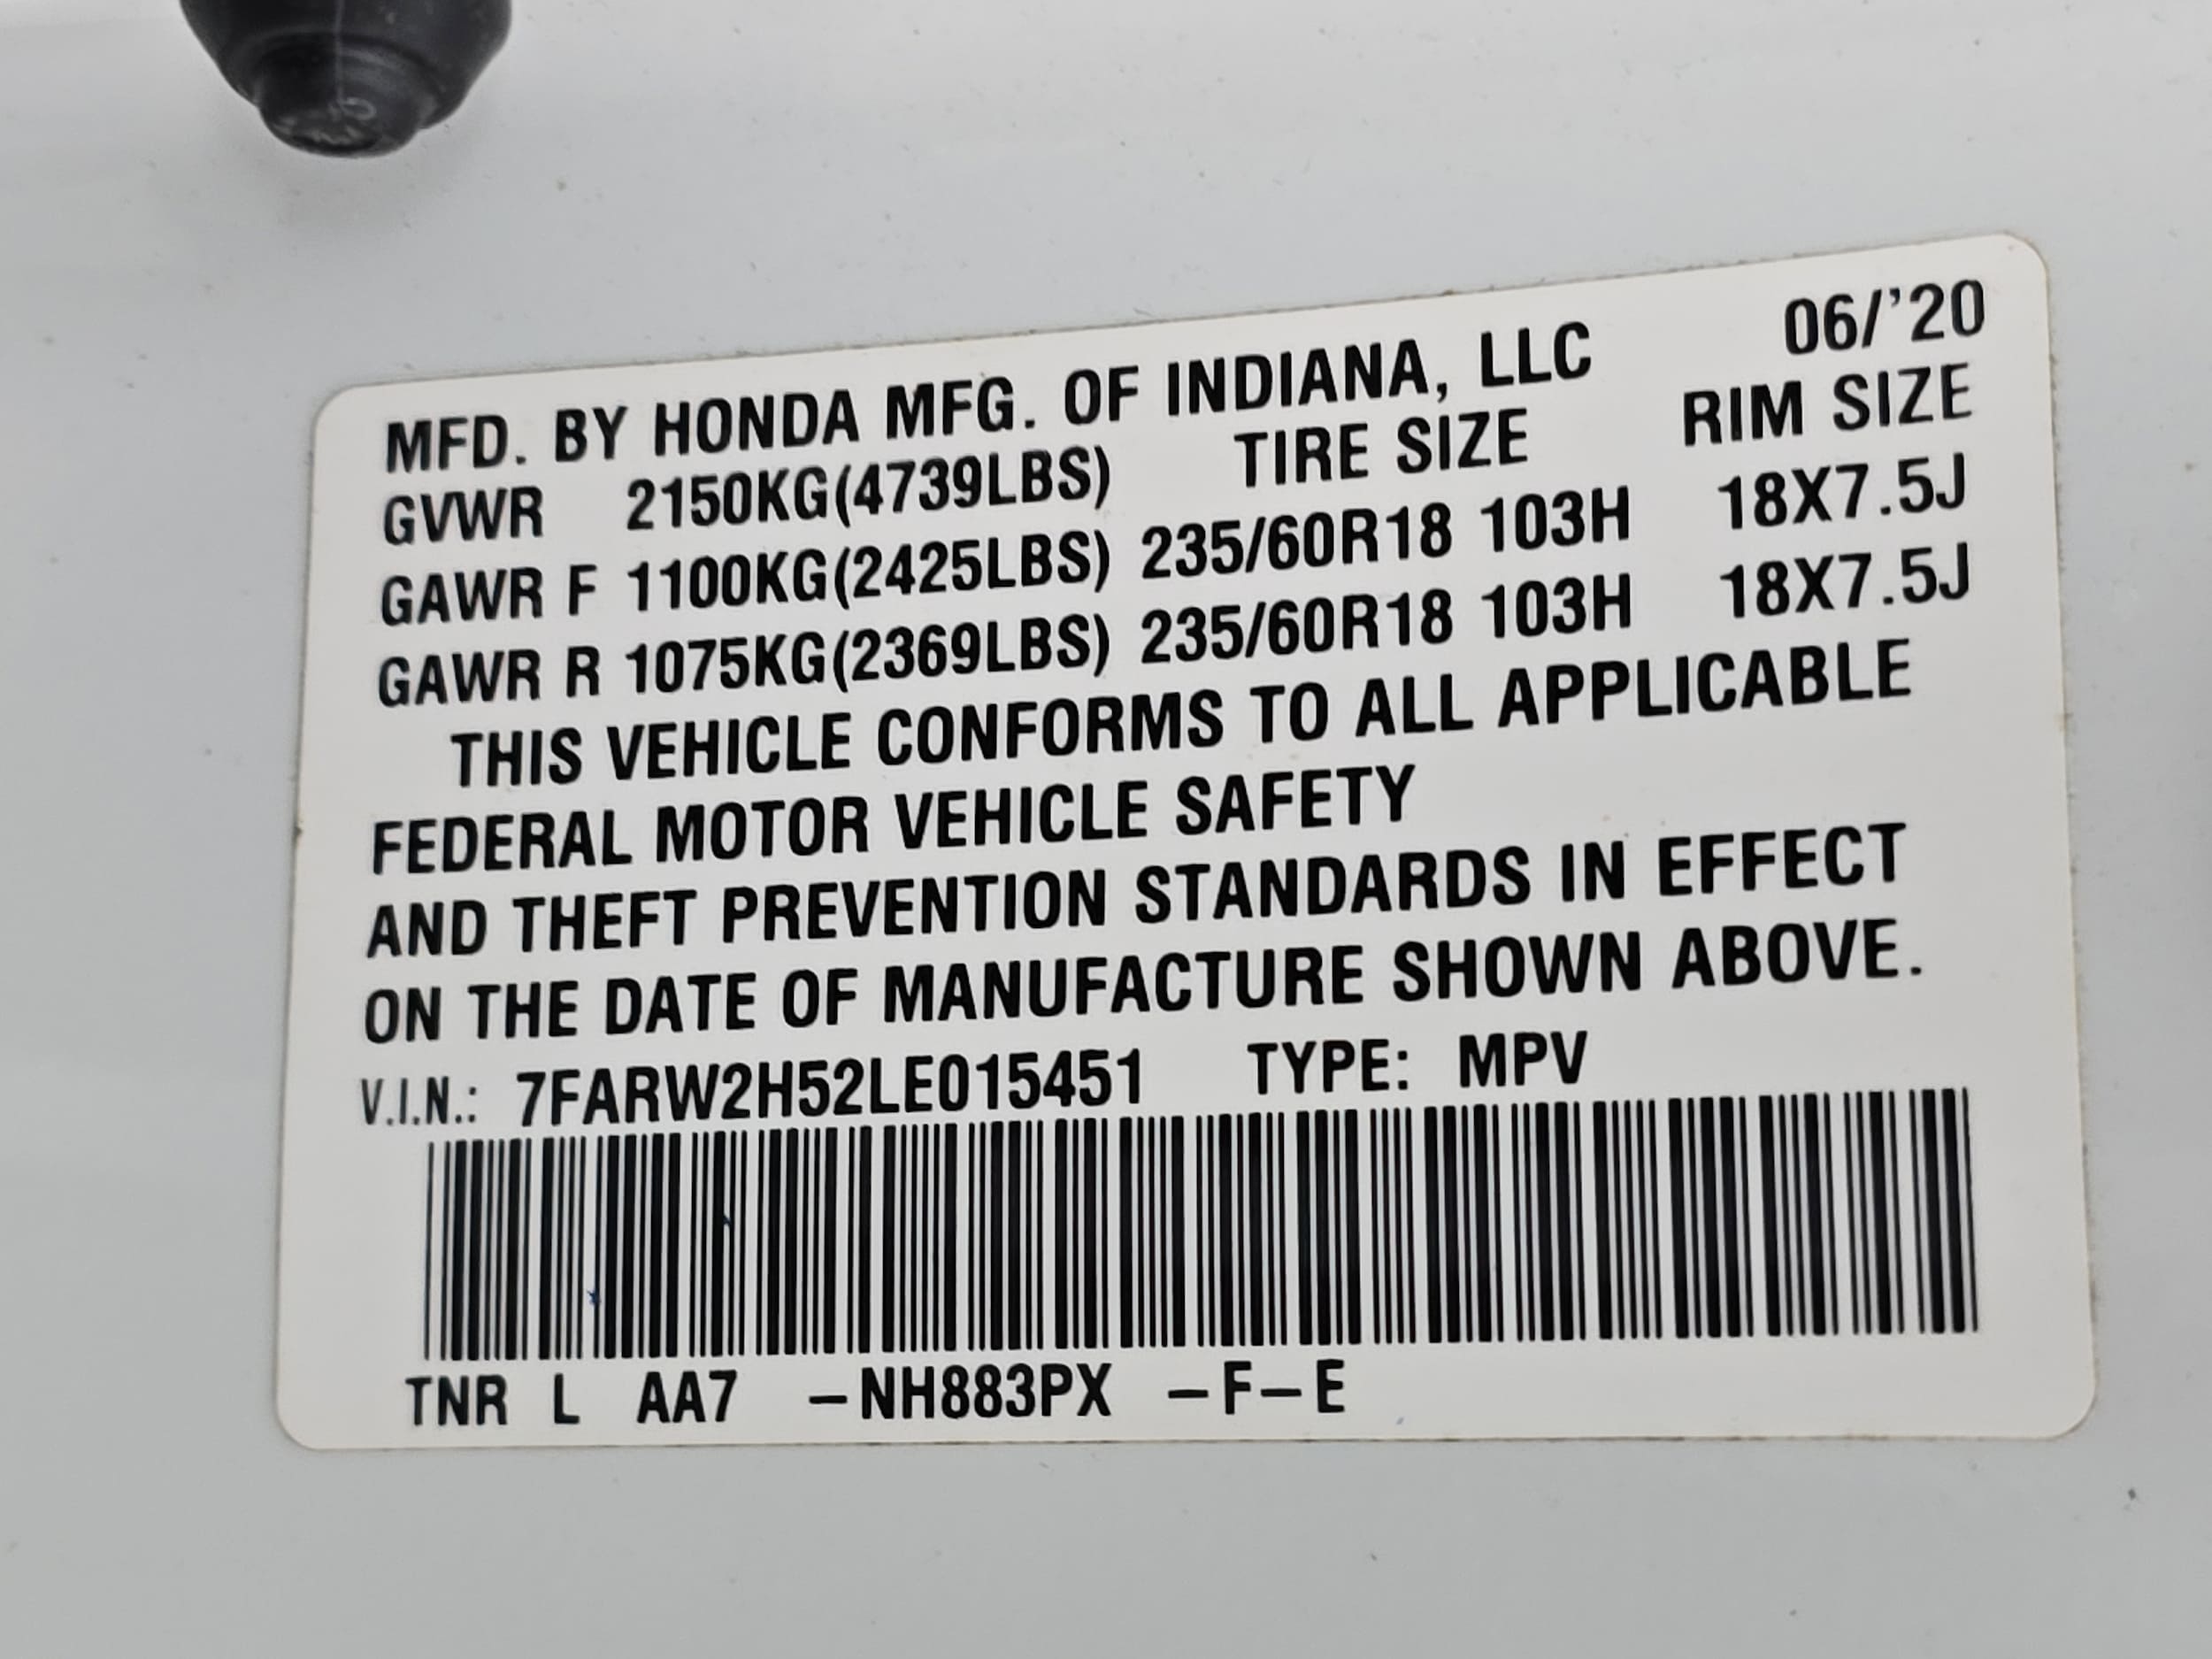 MFD. BY HONDA MFG. OF INDIANA, LLC 06/'20
GVWR 2150KG(4739LBS) TIRE SIZE RIM SIZE
GAWR F 1100KG(2425LBS) 235/60R18 103H 18X7.5J
GAWR R 1075KG(2369LBS) 235/60R18 103H 18X7.5J
THIS VEHICLE CONFORMS TO ALL APPLICABLE
FEDERAL MOTOR VEHICLE SAFETY
AND THEFT PREVENTION STANDARDS IN EFFECT
ON THE DATE OF MANUFACTURE SHOWN ABOVE.
V.I.N.: 7FARW2H52LE015451 TYPE: MPV
TNR L AA7 –NH883PX –F–E